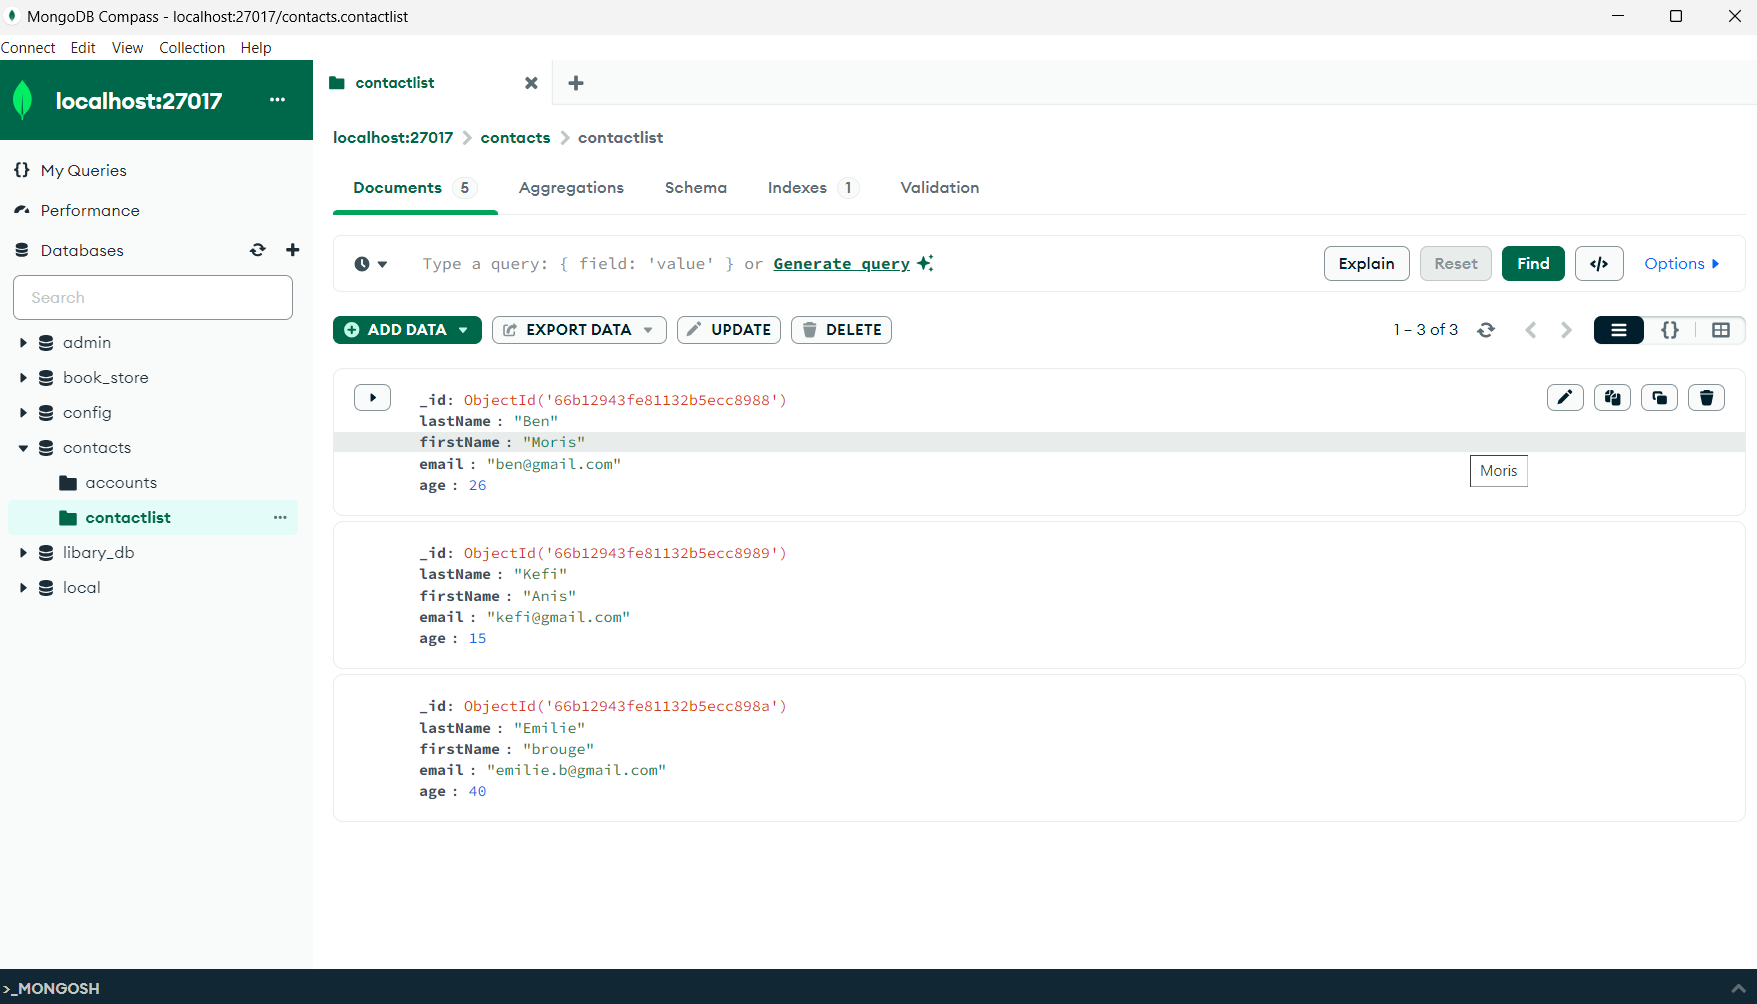 MongoDB Compass - localhost:27017/contacts.contactlist
Connect Edit View Collection Help
localhost:27017 ...
contactlist
localhost:27017 > contacts > contactlist
My Queries
Performance
Databases
Search
admin
book_store
config
contacts
accounts
contactlist ...
libary_db
local
Documents 5 Aggregations Schema Indexes 1 Validation
Type a query: { field: 'value' } or Generate query
Explain Reset Find </> Options
ADD DATA EXPORT DATA UPDATE DELETE
1 – 3 of 3 {}
_id: ObjectId('66b12943fe81132b5ecc8988')
lastName : "Ben"
firstName : "Moris"
email : "ben@gmail.com"
age : 26
Moris
_id: ObjectId('66b12943fe81132b5ecc8989')
lastName : "Kefi"
firstName : "Anis"
email : "kefi@gmail.com"
age : 15
_id: ObjectId('66b12943fe81132b5ecc898a')
lastName : "Emilie"
firstName : "brouge"
email : "emilie.b@gmail.com"
age : 40
>_MONGOSH